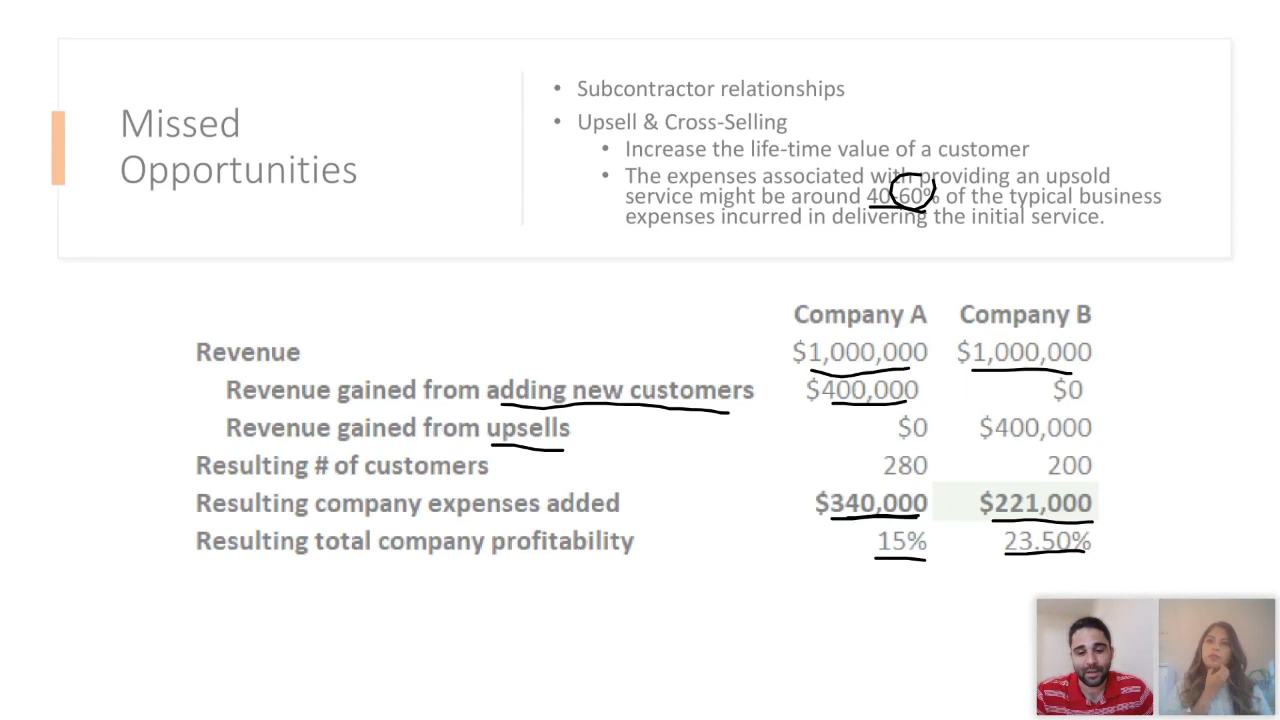 Missed
Opportunities
• Subcontractor relationships
• Upsell & Cross-Selling
• Increase the life-time value of a customer
• The expenses associated with providing an upsold
service might be around 40-60% of the typical business
expenses incurred in delivering the initial service.
Company A Company B
Revenue $1,000,000 $1,000,000
Revenue gained from adding new customers $400,000 $0
Revenue gained from upsells $0 $400,000
Resulting # of customers 280 200
Resulting company expenses added $340,000 $221,000
Resulting total company profitability 15% 23.50%